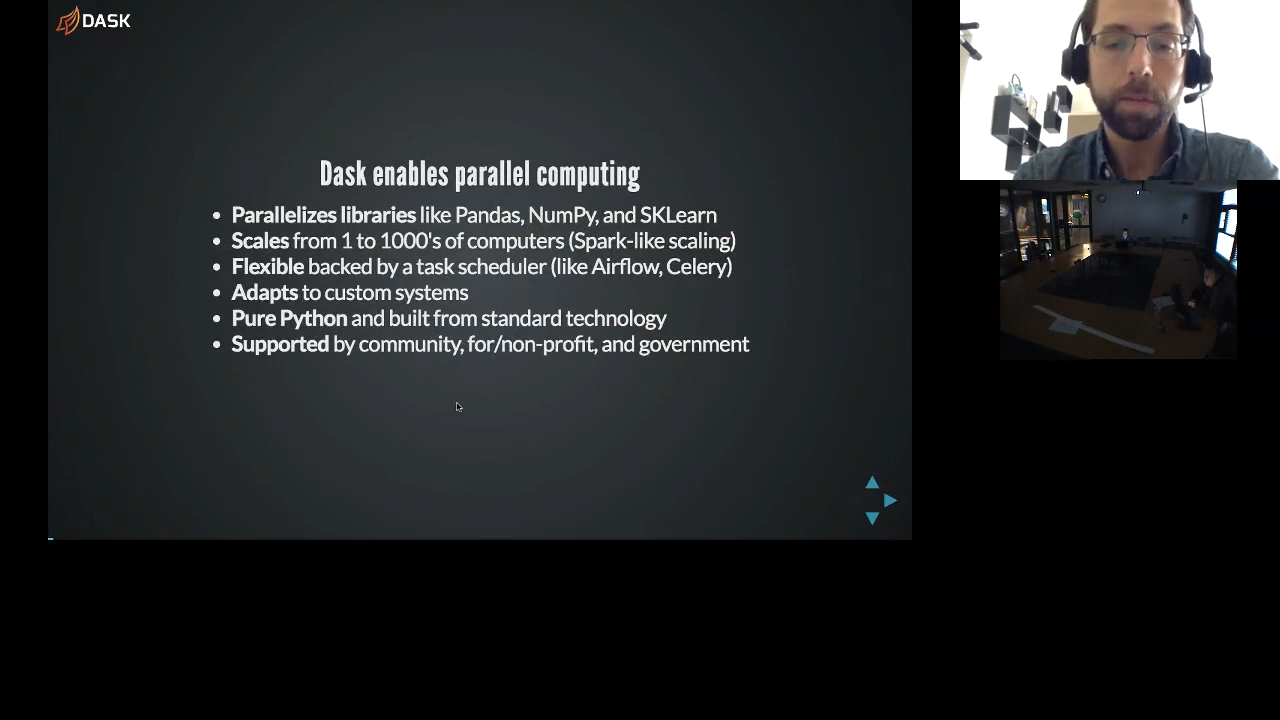 DASK
Dask enables parallel computing
Parallelizes libraries like Pandas, NumPy, and SKLearn
Scales from 1 to 1000's of computers (Spark-like scaling)
Flexible backed by a task scheduler (like Airflow, Celery)
Adapts to custom systems
Pure Python and built from standard technology
Supported by community, for/non-profit, and government